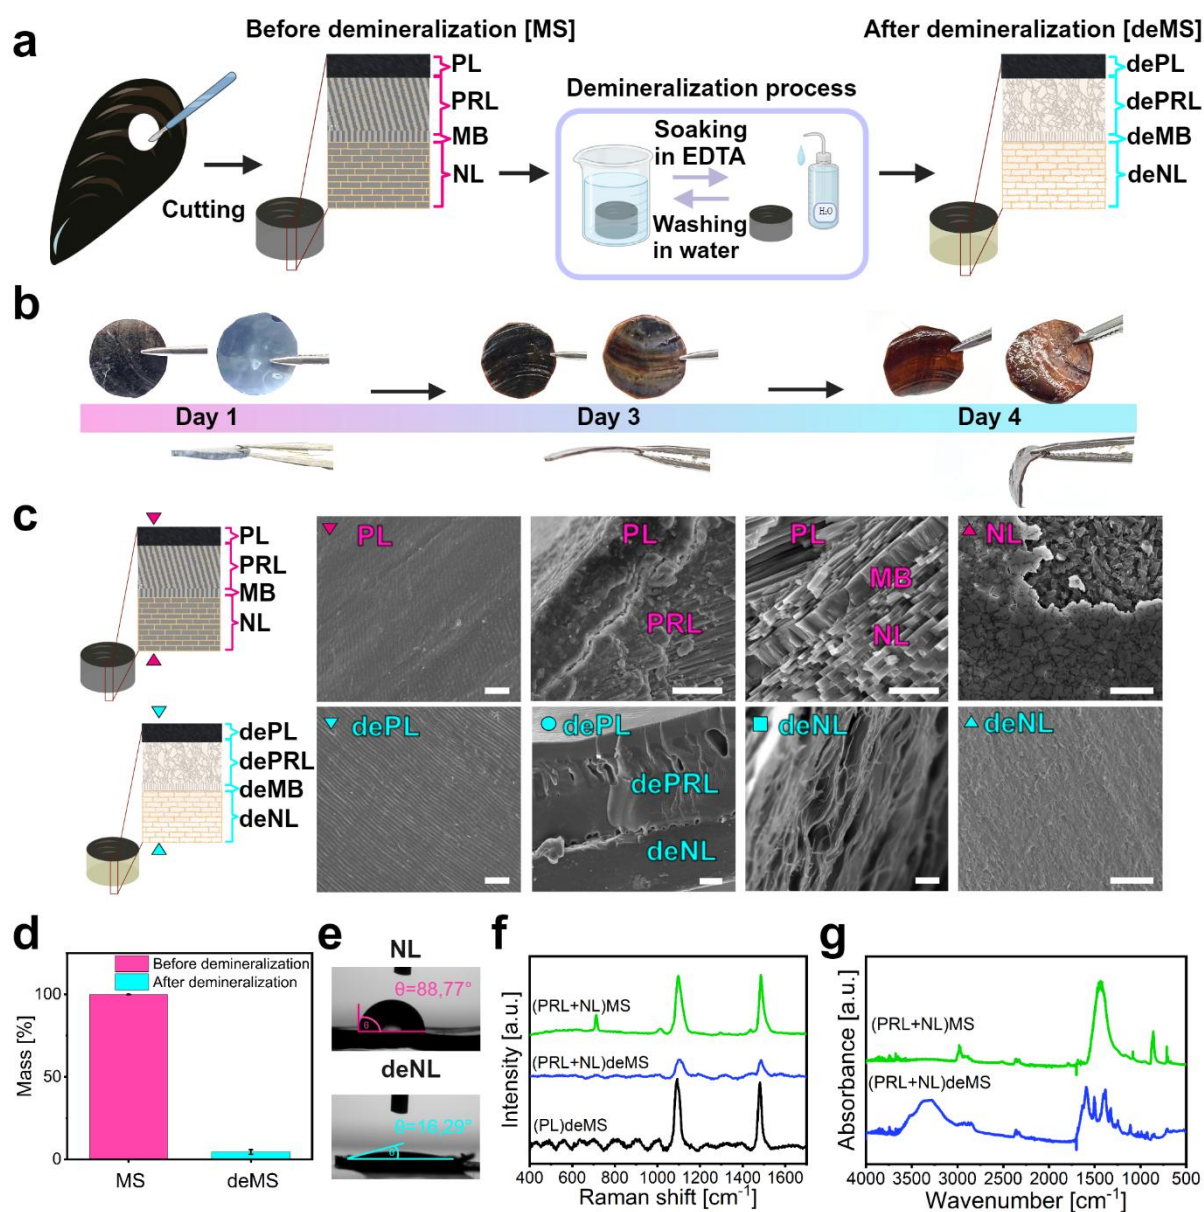 a
Before demineralization [MS]
After demineralization [deMS]
PL
PRL
MB
NL
Cutting
Demineralization process
Soaking
in EDTA
Washing
in water
H₂O
dePL
dePRL
deMB
deNL
b
Day 1
Day 3
Day 4
c
PL
PRL
MB
NL
PL
PL
PRL
PL
MB
NL
NL
dePL
dePRL
deMB
deNL
dePL
dePL
dePRL
deNL
deNL
deNL
d
Before demineralization
After demineralization
Mass [%]
100
0
MS
deMS
e
NL
θ=88,77°
θ
deNL
θ=16,29°
θ
f
Intensity [a.u.]
(PRL+NL)MS
(PRL+NL)deMS
(PL)deMS
400 600 800 1000 1200 1400 1600
Raman shift [cm⁻¹]
g
Absorbance [a.u.]
(PRL+NL)MS
(PRL+NL)deMS
4000 3500 3000 2500 2000 1500 1000 500
Wavenumber [cm⁻¹]